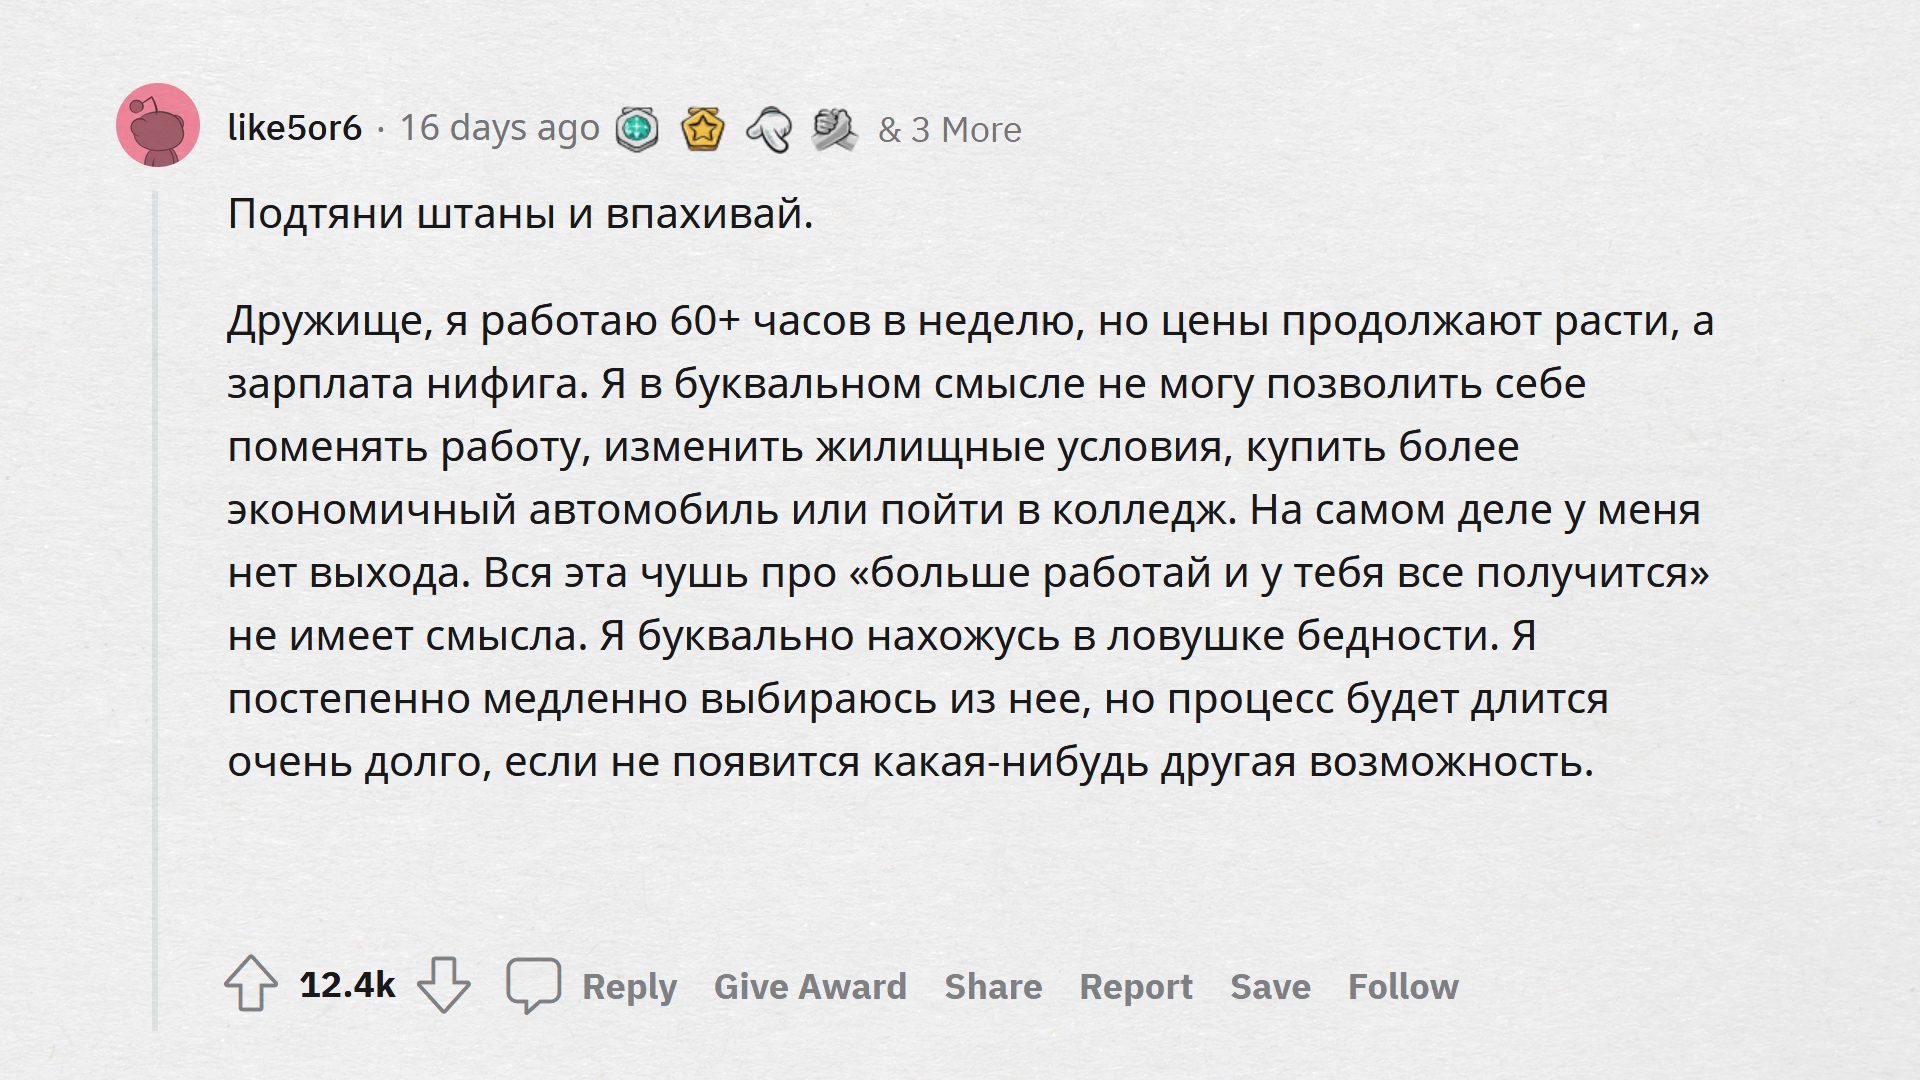 like5or6 · 16 days ago & 3 More
Подтяни штаны и впахивай.
Дружище, я работаю 60+ часов в неделю, но цены продолжают расти, а
зарплата нифига. Я в буквальном смысле не могу позволить себе
поменять работу, изменить жилищные условия, купить более
экономичный автомобиль или пойти в колледж. На самом деле у меня
нет выхода. Вся эта чушь про «больше работай и у тебя все получится»
не имеет смысла. Я буквально нахожусь в ловушке бедности. Я
постепенно медленно выбираюсь из нее, но процесс будет длится
очень долго, если не появится какая-нибудь другая возможность.
12.4k Reply Give Award Share Report Save Follow